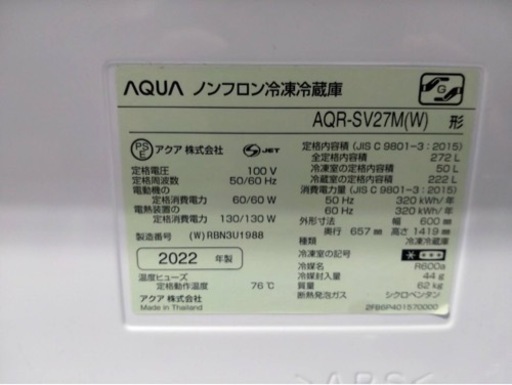 AQUA ノンフロン冷凍冷蔵庫
G
AQR-SV27M(W) 形
PS E アクア 株式会社 S JET
定格電圧 100 V
定格周波数 50/60 Hz
電動機の
定格消費電力 60/60 W
電熱装置の
定格消費電力 130/130 W
製造番号 (W)RBN3U1988
2022 年製
温度ヒューズ
定格動作温度 76℃
アクア 株式会社
Made in Thailand
定格内容積 (JIS C 9801-3 : 2015)
全定格内容積 272 L
冷凍室の定格内容積 50 L
冷蔵室の定格内容積 222 L
消費電力量 (JIS C 9801-3 : 2015)
50 Hz 320 kWh/年
60 Hz 320 kWh/年
外形寸法 幅 600 mm
奥行 657 mm 高さ 1419 mm
種類 冷凍冷蔵庫
冷凍室の記号
冷媒名 R600a
冷媒封入量 44 g
質量 62 kg
断熱発泡ガス シクロペンタン
2FB6P401570000
>ABS<